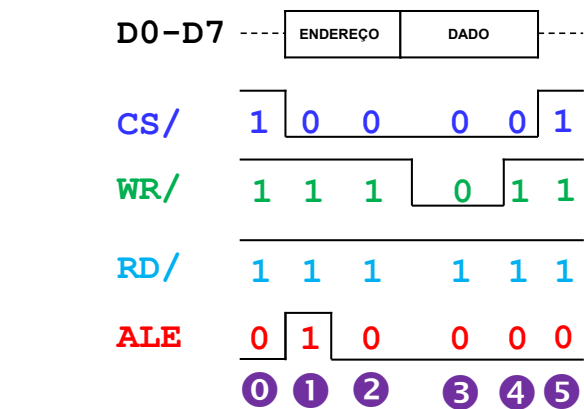 D0-D7 ENDEREÇO DADO
CS/ 1 0 0 0 0 1
WR/ 1 1 1 0 1 1
RD/ 1 1 1 1 1 1
ALE 0 1 0 0 0 0
0 1 2 3 4 5